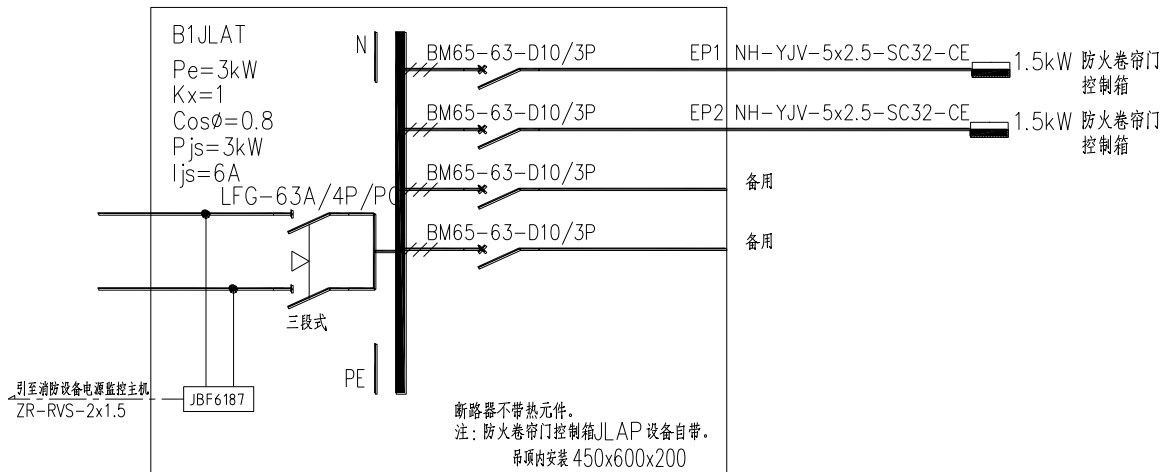 B1JLAT
Pe=3kW
Kx=1
Cosø=0.8
Pjs=3kW
Ijs=6A
LFG-63A/4P/PC
N
BM65-63-D10/3P
EP1 NH-YJV-5x2.5-SC32-CE
1.5kW 防火卷帘门
控制箱
BM65-63-D10/3P
EP2 NH-YJV-5x2.5-SC32-CE
1.5kW 防火卷帘门
控制箱
BM65-63-D10/3P
备用
BM65-63-D10/3P
备用
三段式
PE
引至消防设备电源监控主机
ZR-RVS-2x1.5
JBF6187
断路器不带热元件。
注:防火卷帘门控制箱JLAP设备自带。
吊顶内安装 450x600x200